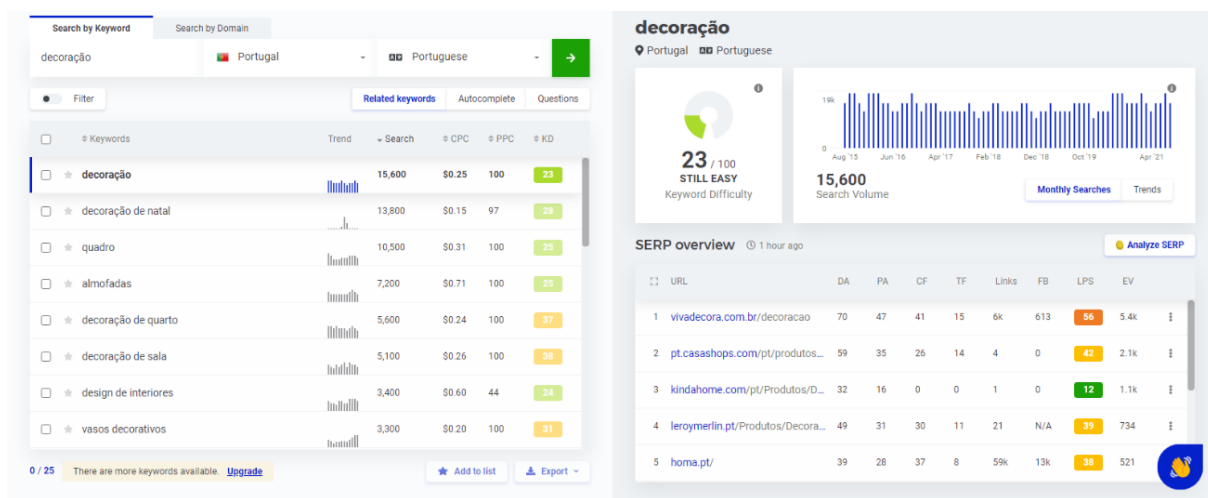 Search by Keyword Search by Domain
decoração Portugal Portuguese
Filter Related keywords Autocomplete Questions
Keywords Trend Search CPC PPC KD
decoração 15,600 $0.25 100 23
decoração de natal 13,800 $0.15 97 29
quadro 10,500 $0.31 100 25
almofadas 7,200 $0.71 100 25
decoração de quarto 5,600 $0.24 100 37
decoração de sala 5,100 $0.26 100 38
design de interiores 3,400 $0.60 44 24
vasos decorativos 3,300 $0.20 100 31
0 / 25 There are more keywords available. Upgrade Add to list Export
decoração
Portugal Portuguese
23 / 100
STILL EASY
Keyword Difficulty
19k
0
Aug '15 Jun '16 Apr '17 Feb '18 Dec '18 Oct '19 Apr '21
15,600
Search Volume
Monthly Searches Trends
SERP overview 1 hour ago Analyze SERP
URL DA PA CF TF Links FB LPS EV
1 vivadecora.com.br/decoracao 70 47 41 15 6k 613 56 5.4k
2 pt.casashops.com/pt/produtos... 59 35 26 14 4 0 42 2.1k
3 kindahome.com/pt/Produtos/D... 32 16 0 0 1 0 12 1.1k
4 leroymerlin.pt/Produtos/Decora... 49 31 30 11 21 N/A 39 734
5 homa.pt/ 39 28 37 8 59k 13k 38 521